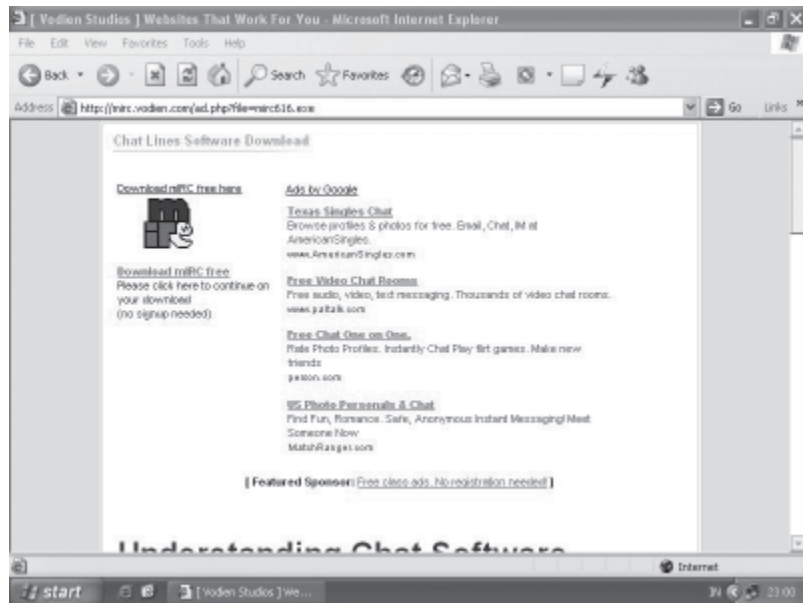 [ Vodien Studios ] Websites That Work For You - Microsoft Internet Explorer
File Edit View Favorites Tools Help
Back Search Favorites
Address http://mirc.vodien.com/ad.php?file=mirc616.exe Go Links »
Chat Lines Software Download
Download mIRC free here
mIRC
Download mIRC free
Please click here to continue on
your download
(no signup needed)
Ads by Google
Texas Singles Chat
Browse profiles & photos for free. Email, Chat, IM at
AmericanSingles.
www.AmericanSingles.com
Free Video Chat Rooms
Free audio, video, text messaging. Thousands of video chat rooms.
www.paltalk.com
Free Chat One on One.
Rate Photo Profiles. Instantly Chat Play flirt games. Make new
friends
US Photo Personals & Chat
Find Fun, Romance. Safe, Anonymous Instant Messaging! Meet
Someone Now
MatchRanger.com
[ Featured Sponsor: Free class ads. No registration needed! ]
Understanding Chat Software
Internet
start [ Vodien Studios ] We... IN 23:00